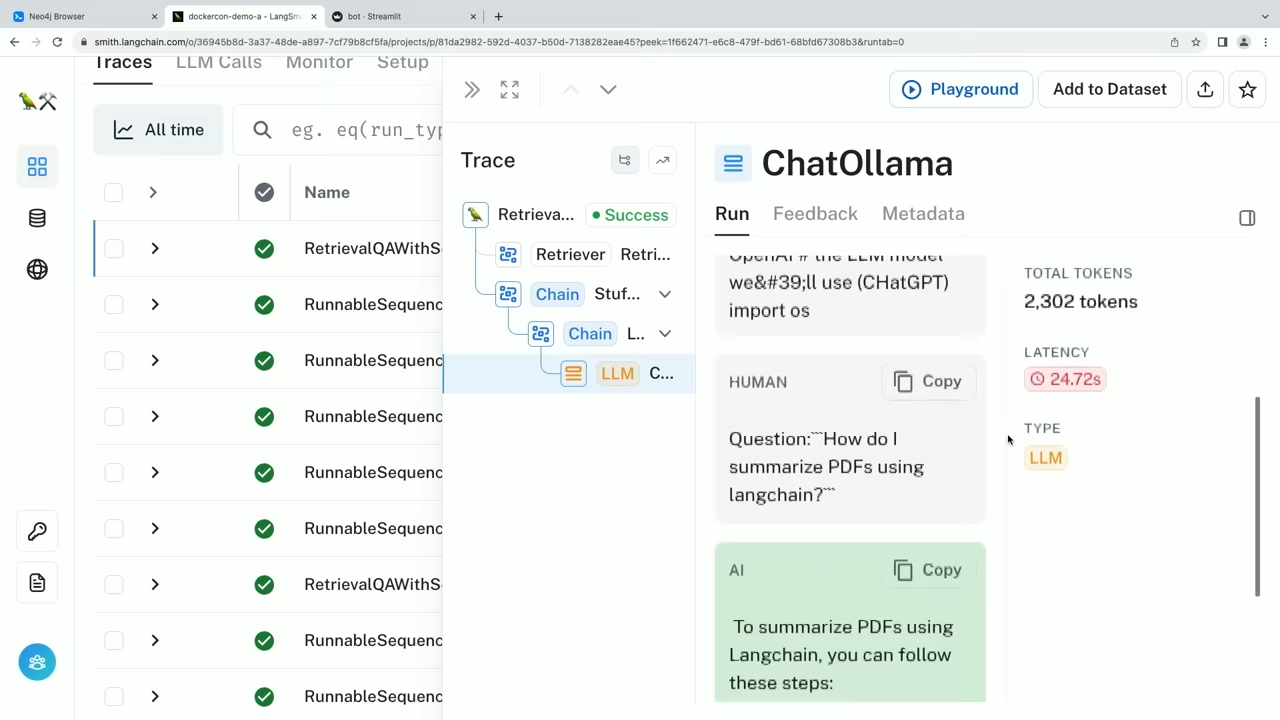 Neo4j Browser
dockercon-demo-a - LangSm
bot · Streamlit
smith.langchain.com/o/36945b8d-3a37-48de-a897-7cf79b8cf5fa/projects/p/81da2982-592d-4037-b50d-7138282eae45?peek=1f662471-e6c8-479f-bd61-68bfd67308b3&runtab=0
Traces LLM Calls Monitor Setup
All time
eg. eq(run_typ
Name
RetrievalQAWithS
RunnableSequenc
RunnableSequenc
RunnableSequenc
RunnableSequenc
RunnableSequenc
RetrievalQAWithS
RunnableSequenc
RunnableSequenc
Playground
Add to Dataset
Trace
Retrieva... Success
Retriever Retri...
Chain Stuf...
Chain L..
LLM C...
ChatOllama
Run Feedback Metadata
OpenAI # the LLM model
we&#39;ll use (CHatGPT)
import os
HUMAN
Copy
Question:```How do I
summarize PDFs using
langchain?```
AI
Copy
To summarize PDFs using
Langchain, you can follow
these steps:
TOTAL TOKENS
2,302 tokens
LATENCY
24.72s
TYPE
LLM